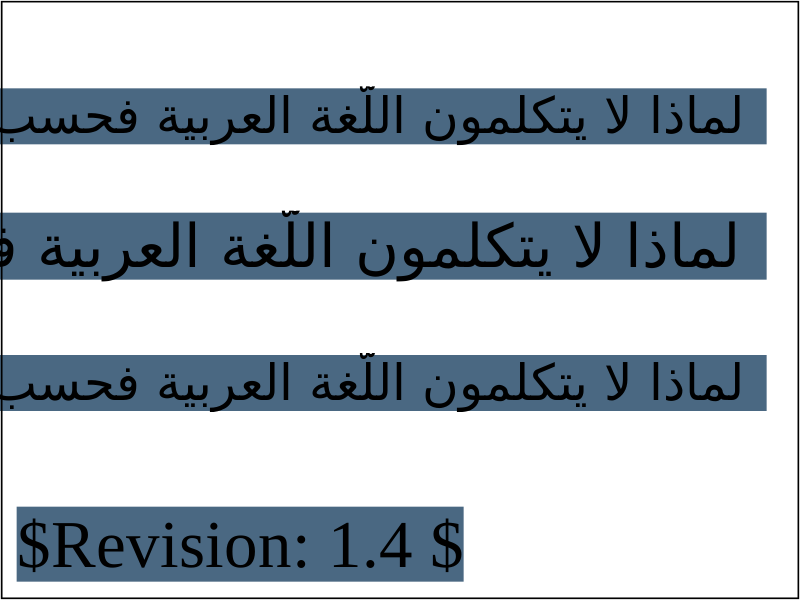 لماذا لا يتكلمون اللّغة العربية فحسب
لماذا لا يتكلمون اللّغة العربية
لماذا لا يتكلمون اللّغة العربية فحسب
$Revision: 1.4 $